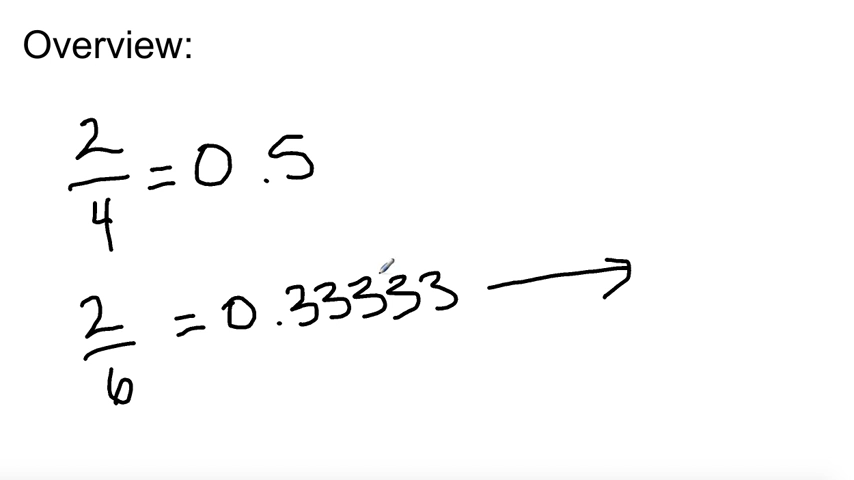 Overview:
2/4 = 0.5
2/6 = 0.33333 →